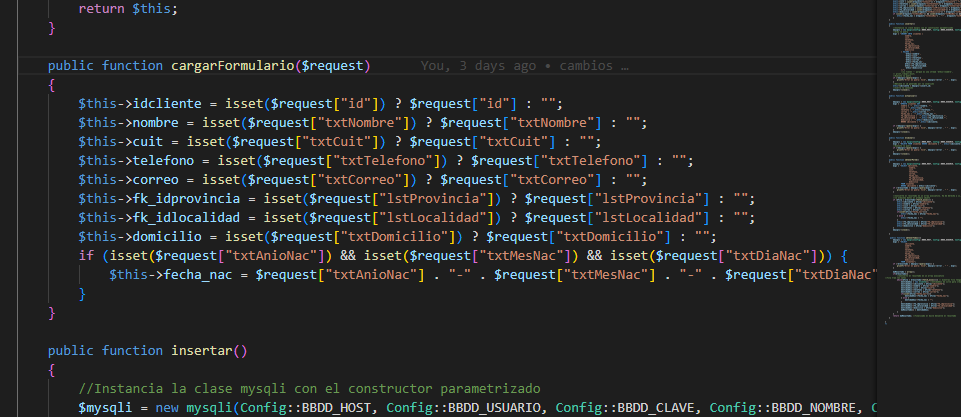 return $this;
}
public function cargarFormulario($request) You, 3 days ago • cambios …
{
$this->idcliente = isset($request["id"]) ? $request["id"] : "";
$this->nombre = isset($request["txtNombre"]) ? $request["txtNombre"] : "";
$this->cuit = isset($request["txtCuit"]) ? $request["txtCuit"] : "";
$this->telefono = isset($request["txtTelefono"]) ? $request["txtTelefono"] : "";
$this->correo = isset($request["txtCorreo"]) ? $request["txtCorreo"] : "";
$this->fk_idprovincia = isset($request["lstProvincia"]) ? $request["lstProvincia"] : "";
$this->fk_idlocalidad = isset($request["lstLocalidad"]) ? $request["lstLocalidad"] : "";
$this->domicilio = isset($request["txtDomicilio"]) ? $request["txtDomicilio"] : "";
if (isset($request["txtAnioNac"]) && isset($request["txtMesNac"]) && isset($request["txtDiaNac"])) {
$this->fecha_nac = $request["txtAnioNac"] . "-" . $request["txtMesNac"] . "-" . $request["txtDiaNac"
}
}
public function insertar()
{
//Instancia la clase mysqli con el constructor parametrizado
$mysqli = new mysqli(Config::BBDD_HOST, Config::BBDD_USUARIO, Config::BBDD_CLAVE, Config::BBDD_NOMBRE,